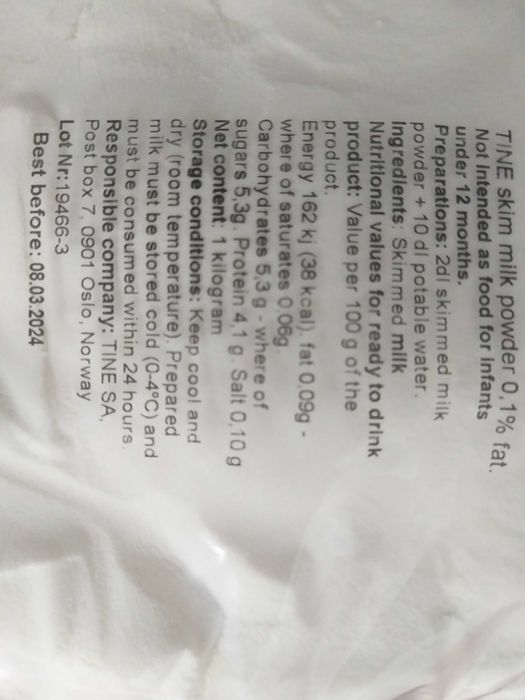 TINE skim milk powder 0,1% fat.
Not intended as food for infants
under 12 months.
Preparations: 2dl skimmed milk
powder + 10 dl potable water.
Ingredients: Skimmed milk
Nutritional values for ready to drink
product: Value per 100 g of the
product.
Energy 162 kj (38 kcal), fat 0,09g -
where of saturates 0,06g.
Carbohydrates 5,3 g - where of
sugars 5,3g. Protein 4,1 g. Salt 0,10 g
Net content: 1 kilogram
Storage conditions: Keep cool and
dry (room temperature). Prepared
milk must be stored cold (0-4°C) and
must be consumed within 24 hours.
Responsible company: TINE SA,
Post box 7, 0901 Oslo, Norway
Lot Nr:19466-3
Best before: 08.03.2024